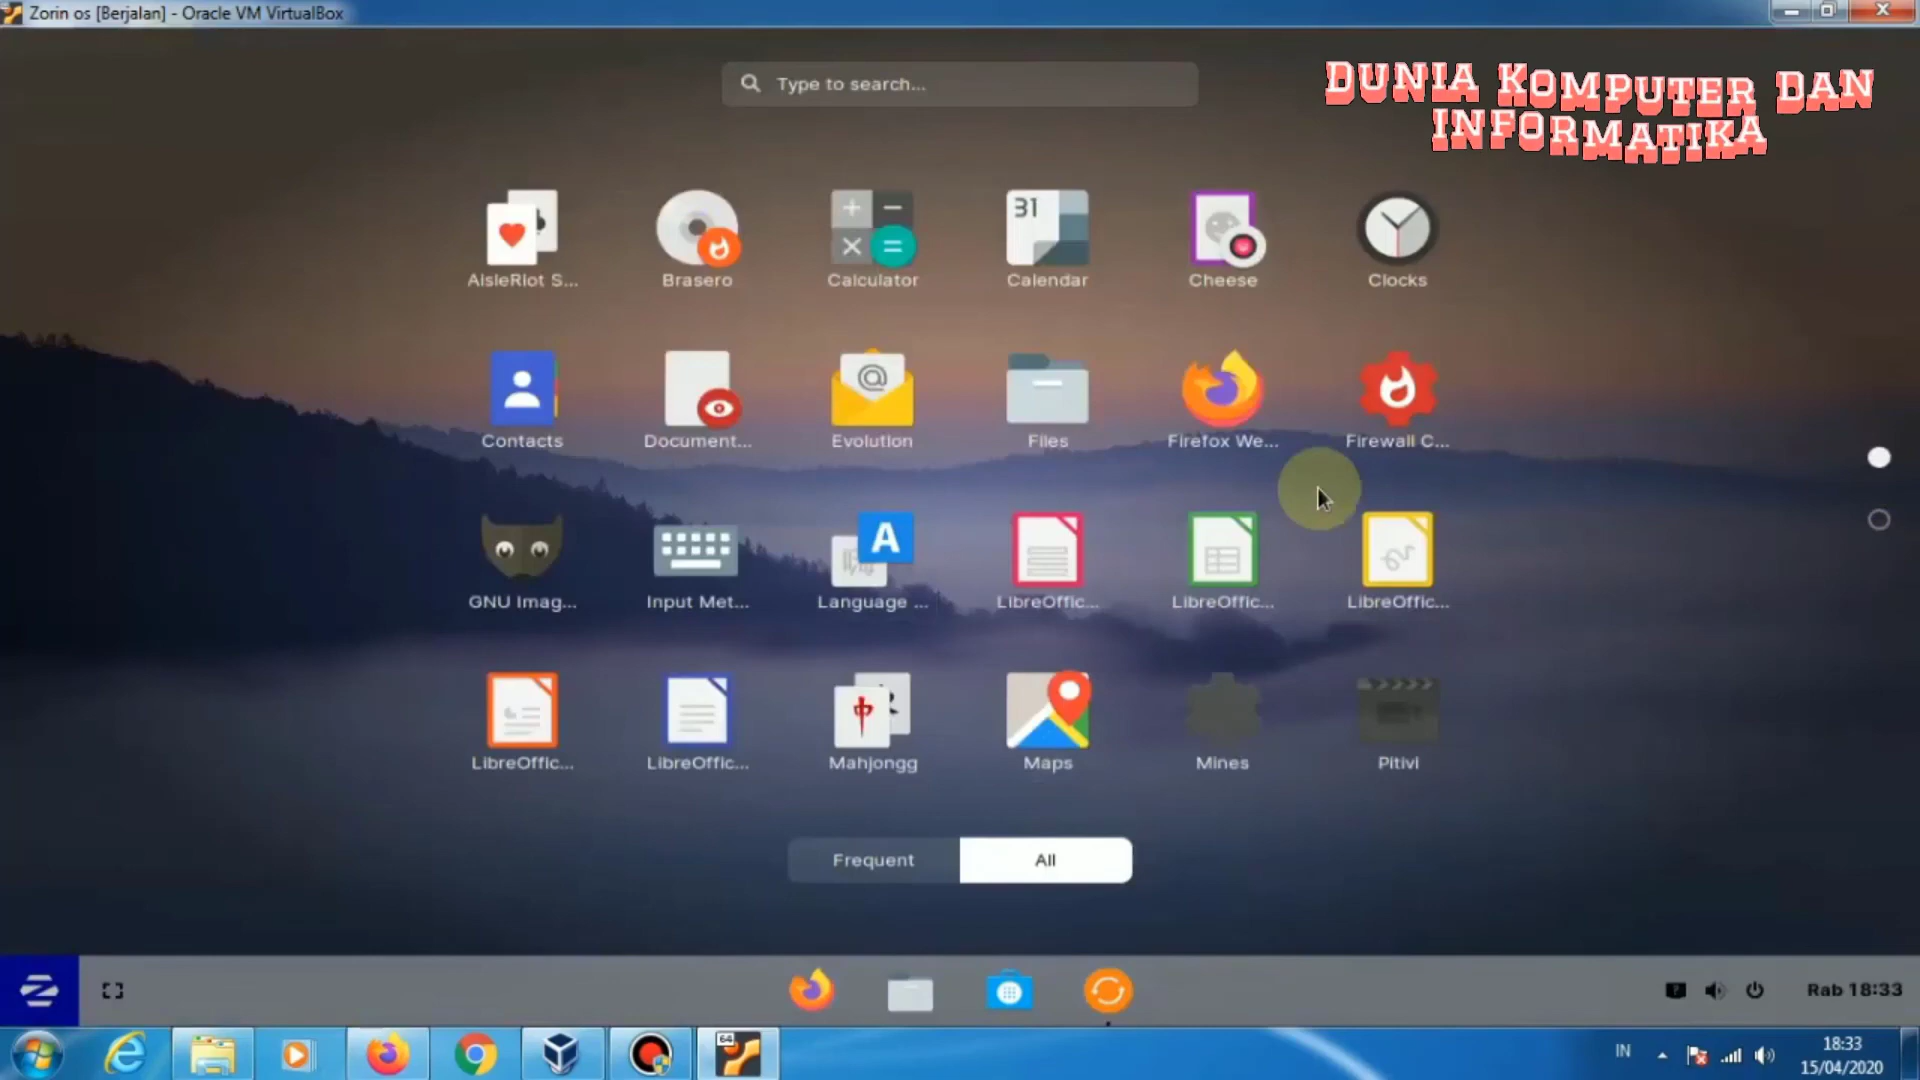 Zorin os [Berjalan] - Oracle VM VirtualBox
Type to search...
DUNIA KOMPUTER DAN
INFORMATIKA
31
AisleRiot S... Brasero Calculator Calendar Cheese Clocks
Contacts Document... Evolution Files Firefox We... Firewall C...
A
GNU Imag... Input Met... Language ... LibreOffic... LibreOffic... LibreOffic...
LibreOffic... LibreOffic... Mahjongg Maps Mines Pitivi
Frequent All
Rab 18:33
64
IN
18:33
15/04/2020